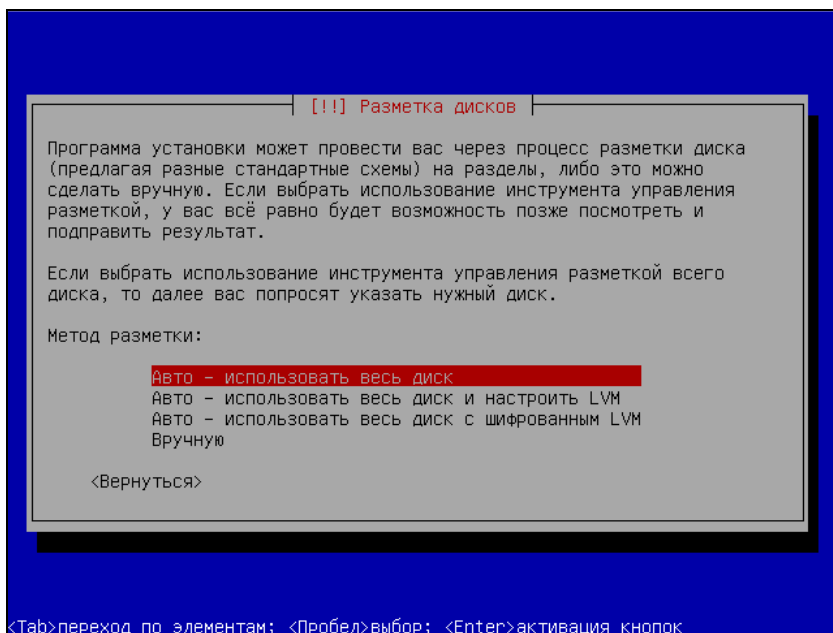 [!!] Разметка дисков
Программа установки может провести вас через процесс разметки диска
(предлагая разные стандартные схемы) на разделы, либо это можно
сделать вручную. Если выбрать использование инструмента управления
разметкой, у вас всё равно будет возможность позже посмотреть и
подправить результат.
Если выбрать использование инструмента управления разметкой всего
диска, то далее вас попросят указать нужный диск.
Метод разметки:
Авто - использовать весь диск
Авто - использовать весь диск и настроить LVM
Авто - использовать весь диск с шифрованным LVM
Вручную
<Вернуться>
<Tab>переход по элементам; <Пробел>выбор; <Enter>активация кнопок